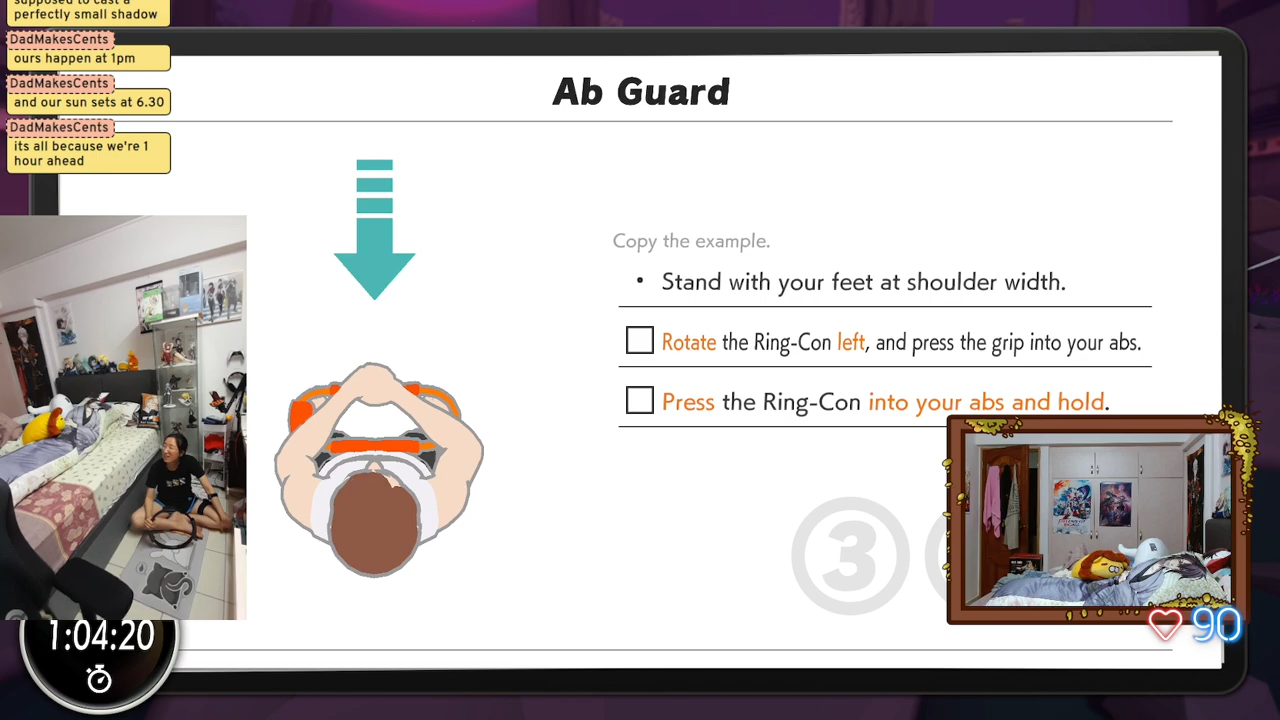 supposed to cast a
perfectly small shadow
DadMakesCents
ours happen at 1pm
DadMakesCents
and our sun sets at 6.30
DadMakesCents
its all because we're 1
hour ahead
Ab Guard
Copy the example.
• Stand with your feet at shoulder width.
Rotate the Ring-Con left, and press the grip into your abs.
Press the Ring-Con into your abs and hold.
3
90
1:04:20